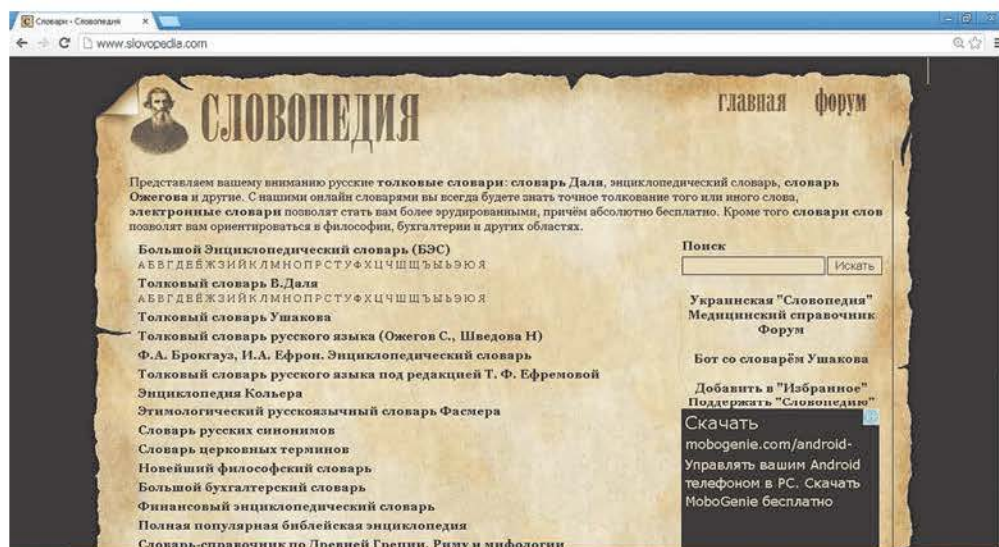 Словари - Словопедия
www.slovopedia.com
СЛОВОПЕДИЯ
главная форум
Представляем вашему вниманию русские толковые словари: словарь Даля, энциклопедический словарь, словарь
Ожегова и другие. С нашими онлайн словарями вы всегда будете знать точное толкование того или иного слова,
электронные словари позволят стать вам более эрудированными, причём абсолютно бесплатно. Кроме того словари слов
позволят вам ориентироваться в философии, бухгалтерии и других областях.
Большой Энциклопедический словарь (БЭС)
А Б В Г Д Е Ё Ж З И Й К Л М Н О П Р С Т У Ф Х Ц Ч Ш Щ Ъ Ы Ь Э Ю Я
Толковый словарь В.Даля
А Б В Г Д Е Ё Ж З И Й К Л М Н О П Р С Т У Ф Х Ц Ч Ш Щ Ъ Ы Ь Э Ю Я
Толковый словарь Ушакова
Толковый словарь русского языка (Ожегов С., Шведова Н)
Ф.А. Брокгауз, И.А. Ефрон. Энциклопедический словарь
Толковый словарь русского языка под редакцией Т. Ф. Ефремовой
Энциклопедия Кольера
Этимологический русскоязычный словарь Фасмера
Словарь русских синонимов
Словарь церковных терминов
Новейший философский словарь
Большой бухгалтерский словарь
Финансовый энциклопедический словарь
Полная популярная библейская энциклопедия
Словарь-справочник по Древней Греции, Риму и мифологии
Поиск
Искать
Украинская "Словопедия"
Медицинский справочник
Форум
Бот со словарём Ушакова
Добавить в "Избранное"
Поддержать "Словопедию"
Скачать
mobogenie.com/android-
Управлять вашим Android
телефоном в PC. Скачать
MoboGenie бесплатно